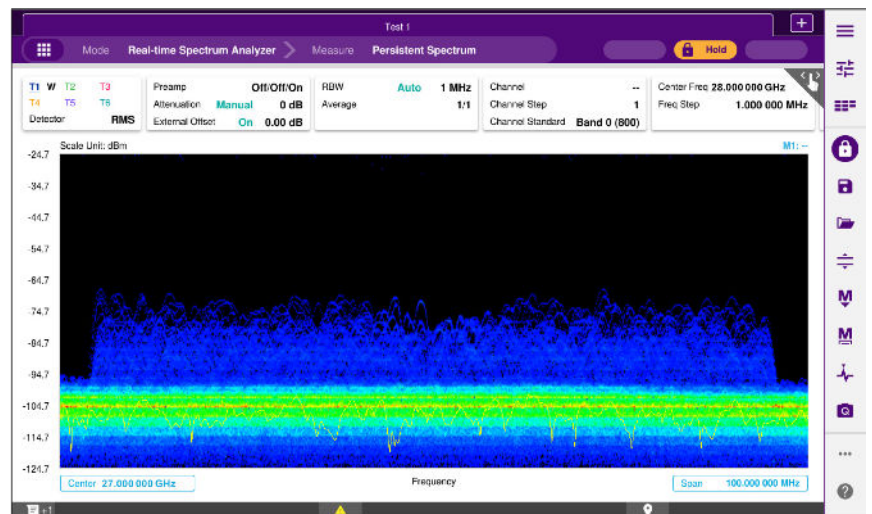 Test 1
Mode Real-time Spectrum Analyzer Measure Persistent Spectrum
Hold
T1 W T2 T3
T4 T5 T6
Detector RMS
Preamp Off/Off/On
Attenuation Manual 0 dB
External Offset On 0.00 dB
RBW Auto 1 MHz
Average 1/1
Channel --
Channel Step 1
Channel Standard Band 0 (800)
Center Freq 28.000 000 GHz
Freq Step 1.000 000 MHz
Scale Unit: dBm
M1: --
-24.7
-34.7
-44.7
-54.7
-64.7
-74.7
-84.7
-94.7
-104.7
-114.7
-124.7
Center 27.000 000 GHz
Frequency
Span 100.000 000 MHz
+1
M
M